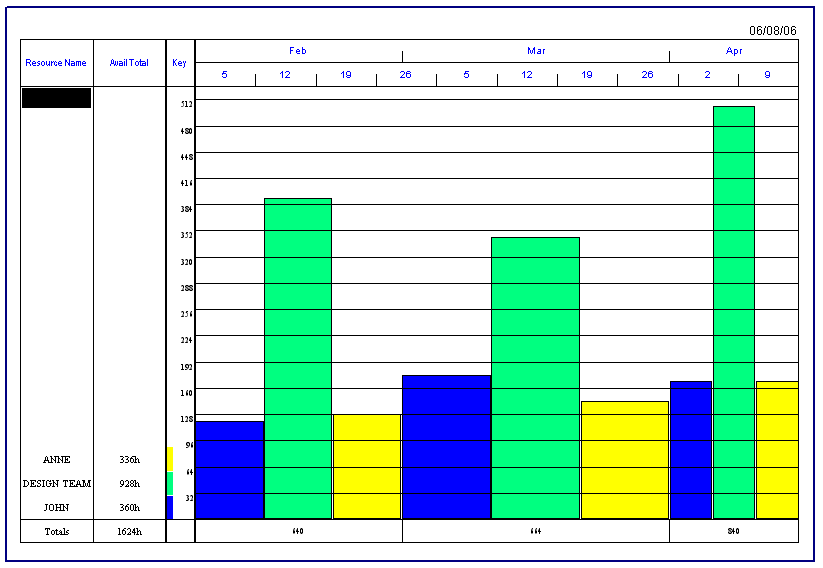 06/08/06
Resource Name Avail Total Key Feb Mar Apr
5 12 19 26 5 12 19 26 2 9
512
480
448
416
384
352
320
288
256
224
192
160
128
96
64
32
ANNE 336h
DESIGN TEAM 928h
JOHN 360h
Totals 1624h 640 664 840